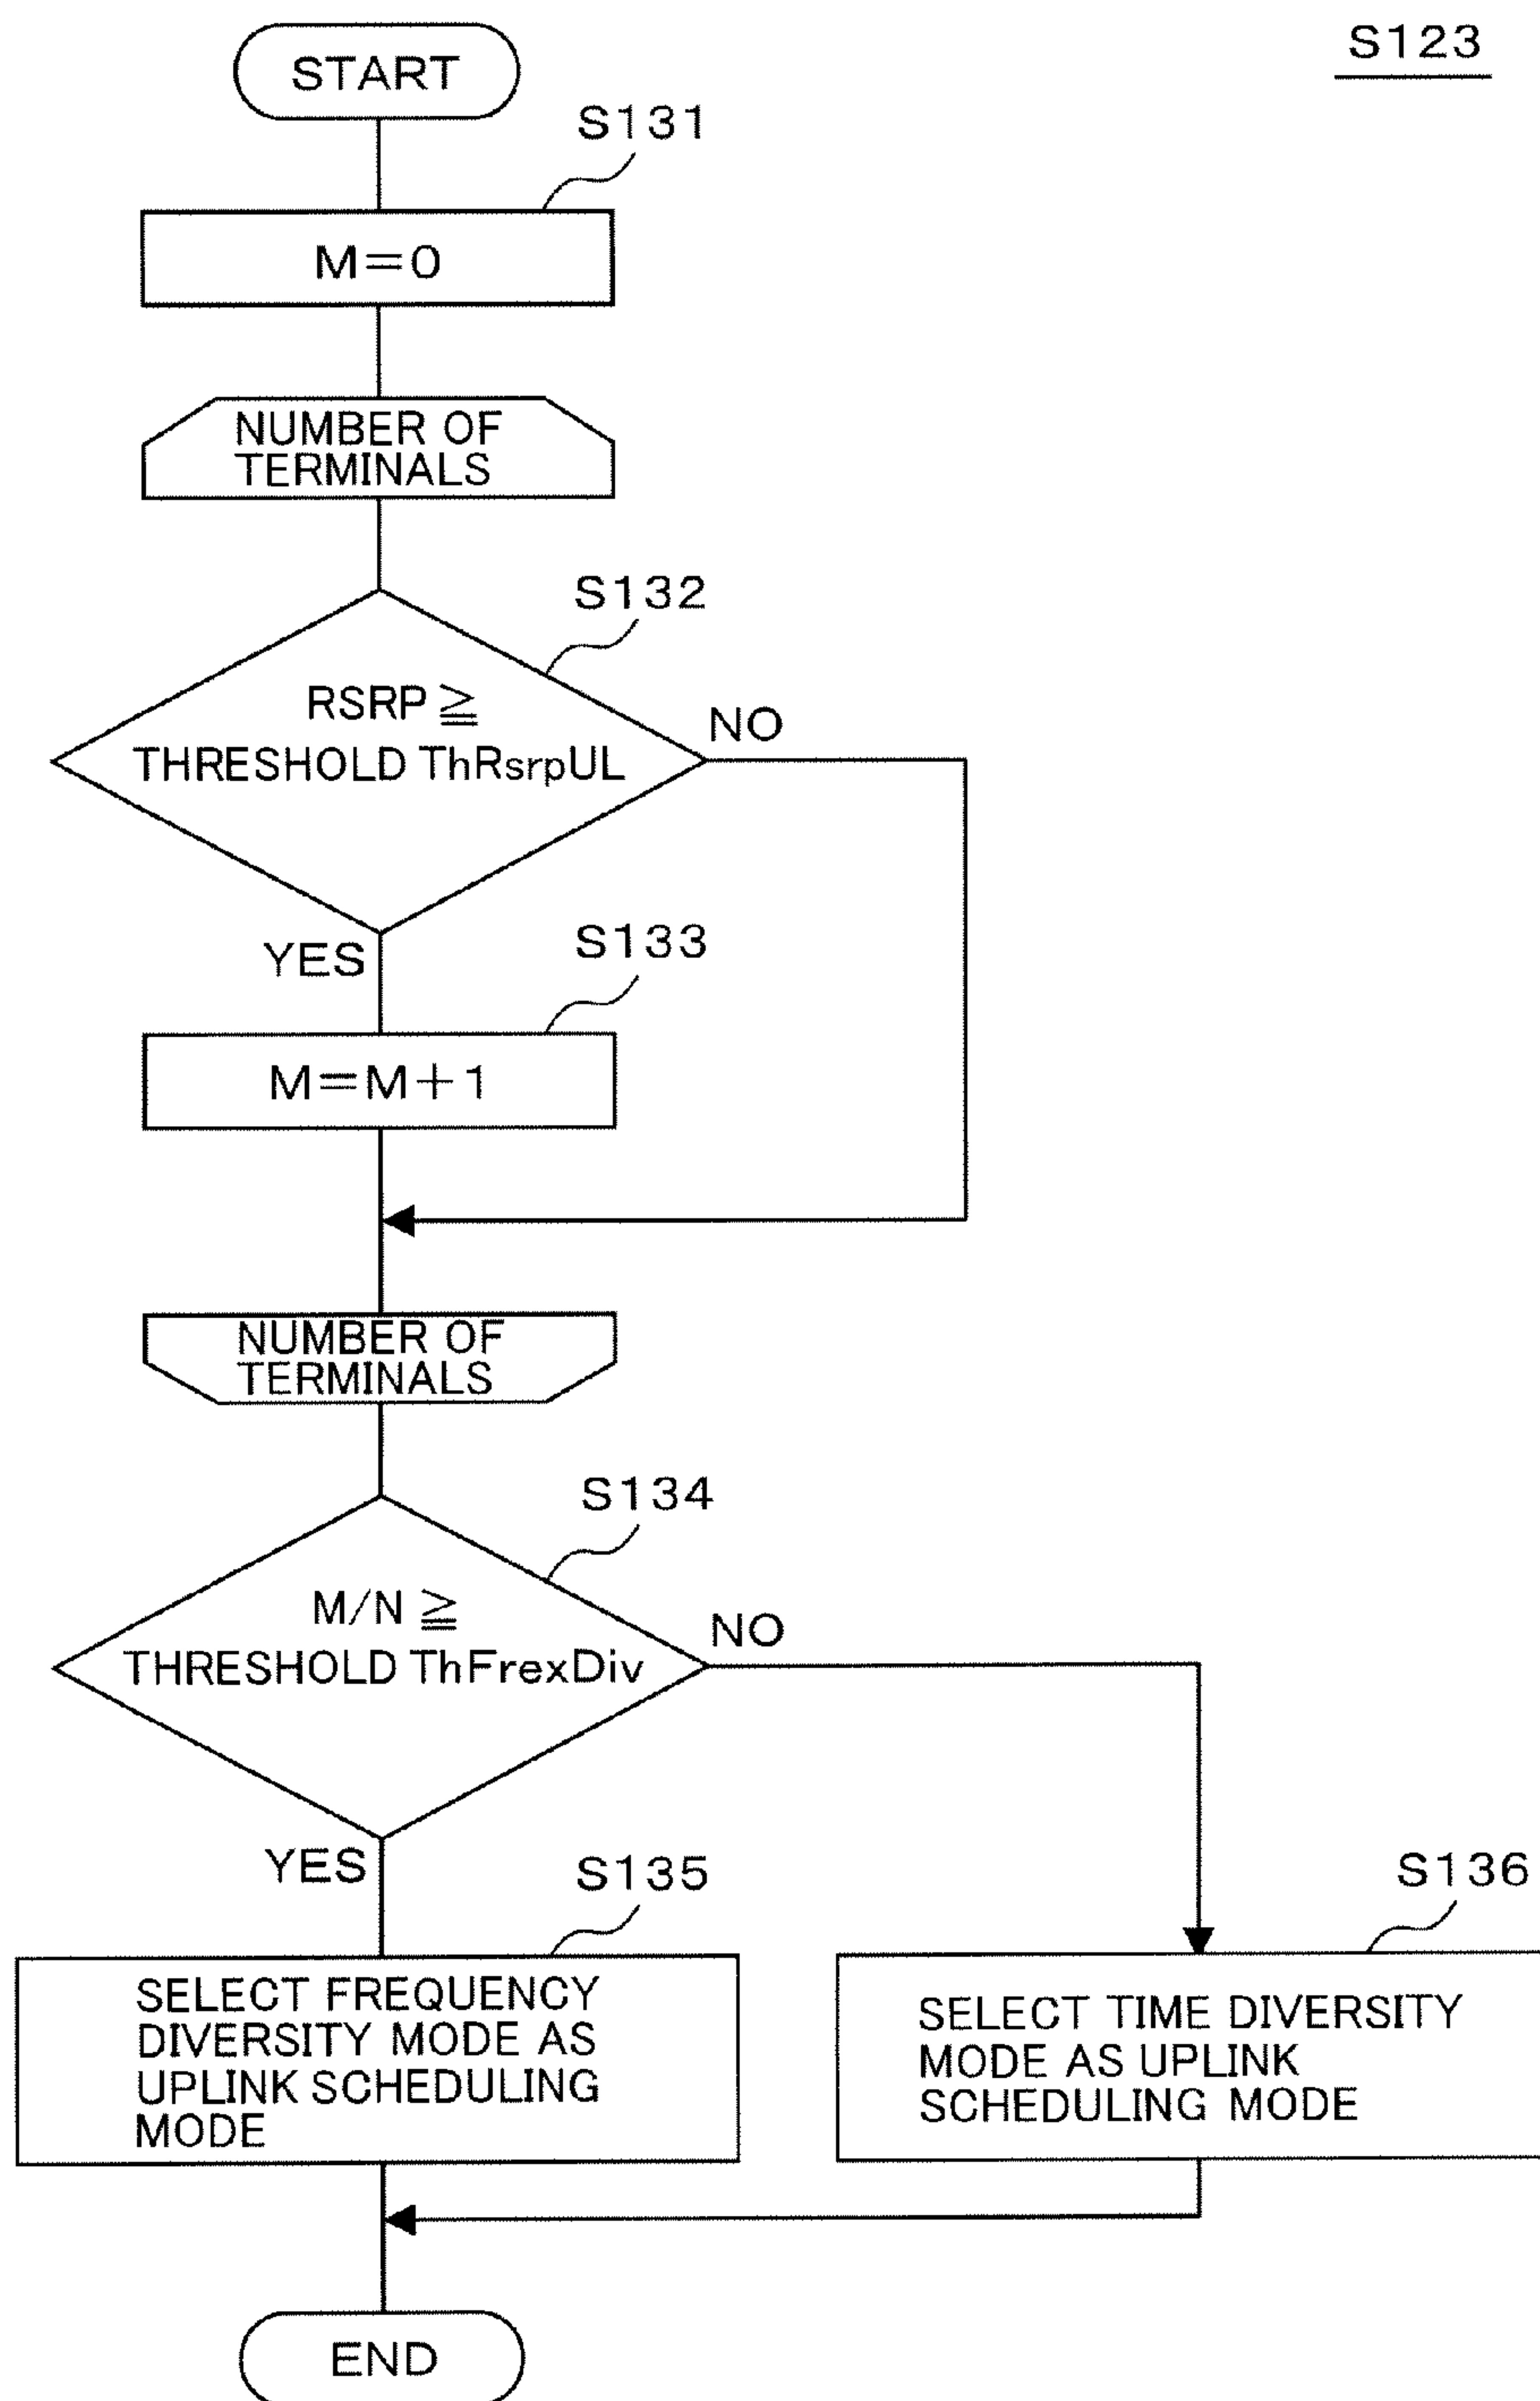 S123
START
S131
M=0
NUMBER OF
TERMINALS
S132
RSRP ≧
THRESHOLD ThRsrpUL
NO
YES
S133
M=M+1
NUMBER OF
TERMINALS
S134
M/N ≧
THRESHOLD ThFrexDiv
NO
YES
S135
SELECT FREQUENCY
DIVERSITY MODE AS
UPLINK SCHEDULING
MODE
S136
SELECT TIME DIVERSITY
MODE AS UPLINK
SCHEDULING MODE
END